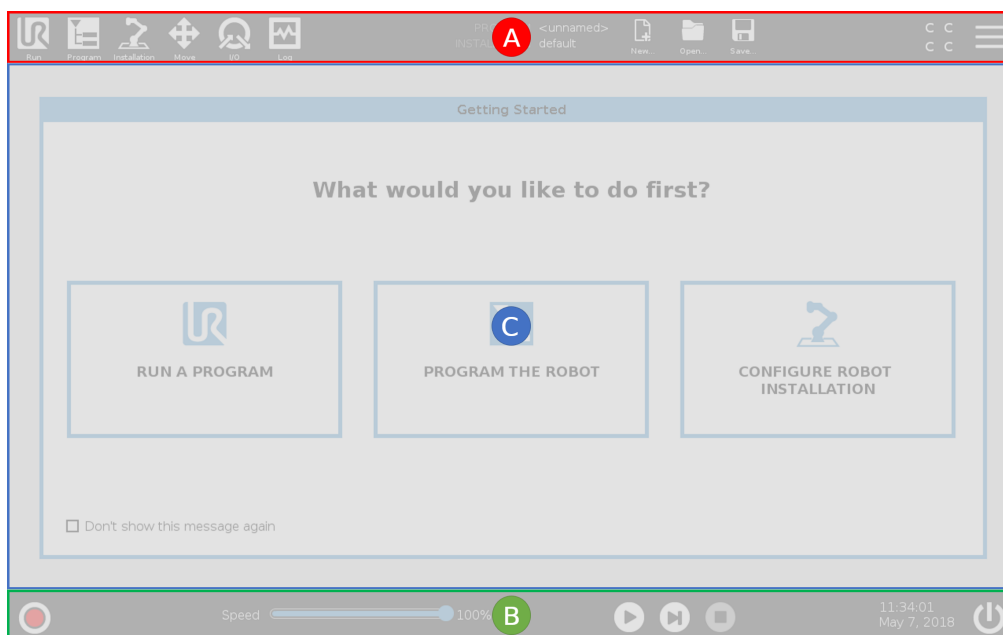 Run Program Installation Move I/O Log
PR <unnamed>
INSTAL default
New... Open... Save...
C C
C C
A
Getting Started
What would you like to do first?
C
RUN A PROGRAM
PROGRAM THE ROBOT
CONFIGURE ROBOT
INSTALLATION
Don't show this message again
Speed 100%
B
11:34:01
May 7, 2018